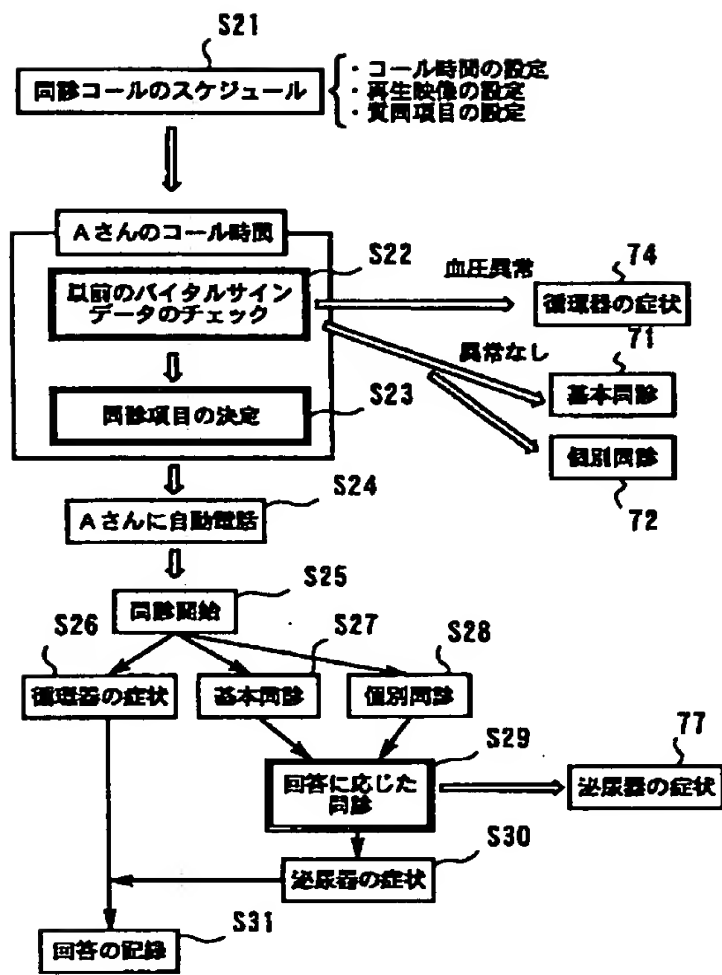 S21
問診コールのスケジュール
・コール時間の設定
・再生映像の設定
・質問項目の設定
Aさんのコール時間
S22
以前のバイタルサイン
データのチェック
血圧異常
74
循環器の症状
異常なし
71
基本問診
S23
問診項目の決定
個別問診
72
S24
Aさんに自動電話
S25
問診開始
S26
S27
S28
循環器の症状
基本問診
個別問診
S29
回答に応じた
問診
77
泌尿器の症状
S30
泌尿器の症状
S31
回答の記録